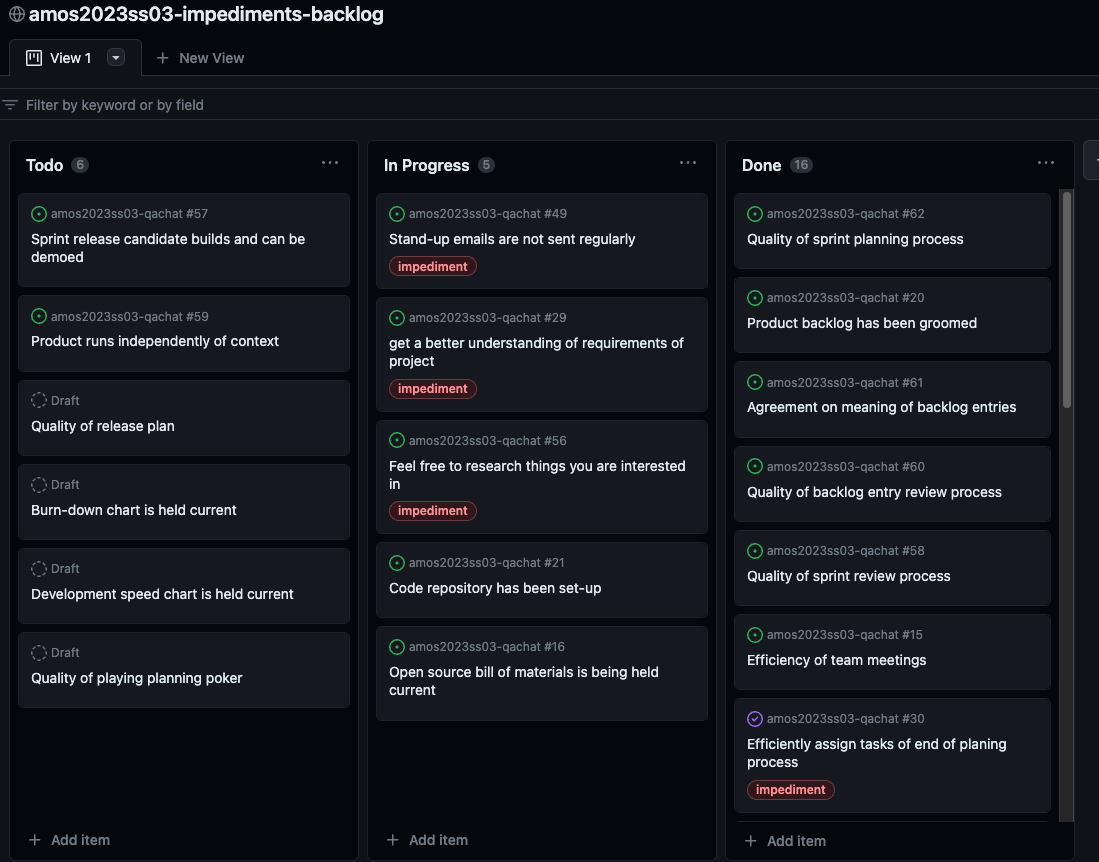 amos2023ss03-impediments-backlog
View 1
New View
Filter by keyword or by field
Todo 6
amos2023ss03-qachat #57
Sprint release candidate builds and can be
demoed
amos2023ss03-qachat #59
Product runs independently of context
Draft
Quality of release plan
Draft
Burn-down chart is held current
Draft
Development speed chart is held current
Draft
Quality of playing planning poker
Add item
In Progress 5
amos2023ss03-qachat #49
Stand-up emails are not sent regularly
impediment
amos2023ss03-qachat #29
get a better understanding of requirements of
project
impediment
amos2023ss03-qachat #56
Feel free to research things you are interested
in
impediment
amos2023ss03-qachat #21
Code repository has been set-up
amos2023ss03-qachat #16
Open source bill of materials is being held
current
Add item
Done 16
amos2023ss03-qachat #62
Quality of sprint planning process
amos2023ss03-qachat #20
Product backlog has been groomed
amos2023ss03-qachat #61
Agreement on meaning of backlog entries
amos2023ss03-qachat #60
Quality of backlog entry review process
amos2023ss03-qachat #58
Quality of sprint review process
amos2023ss03-qachat #15
Efficiency of team meetings
amos2023ss03-qachat #30
Efficiently assign tasks of end of planing
process
impediment
Add item